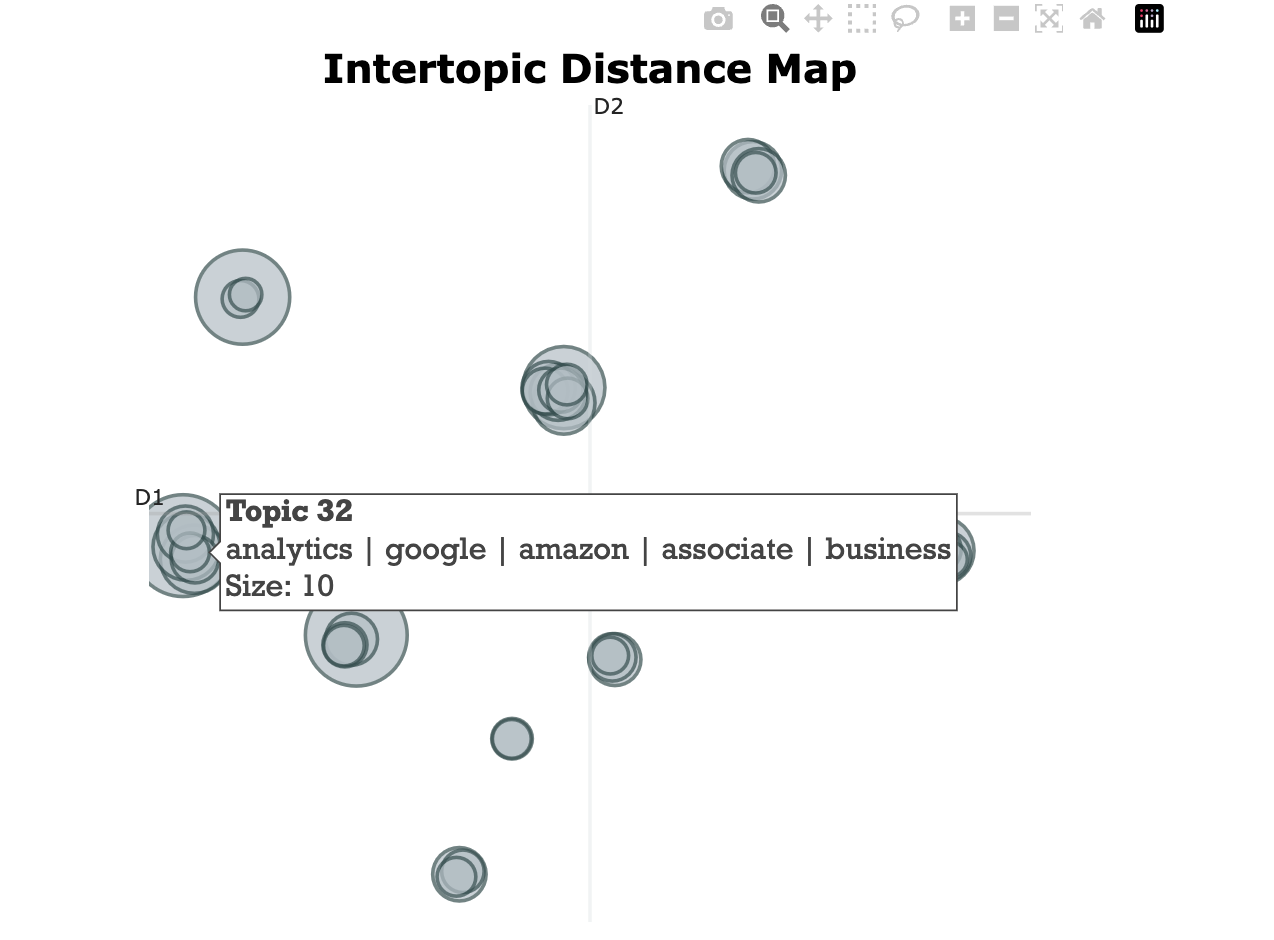 Intertopic Distance Map
D2
D1
Topic 32
analytics | google | amazon | associate | business
Size: 10